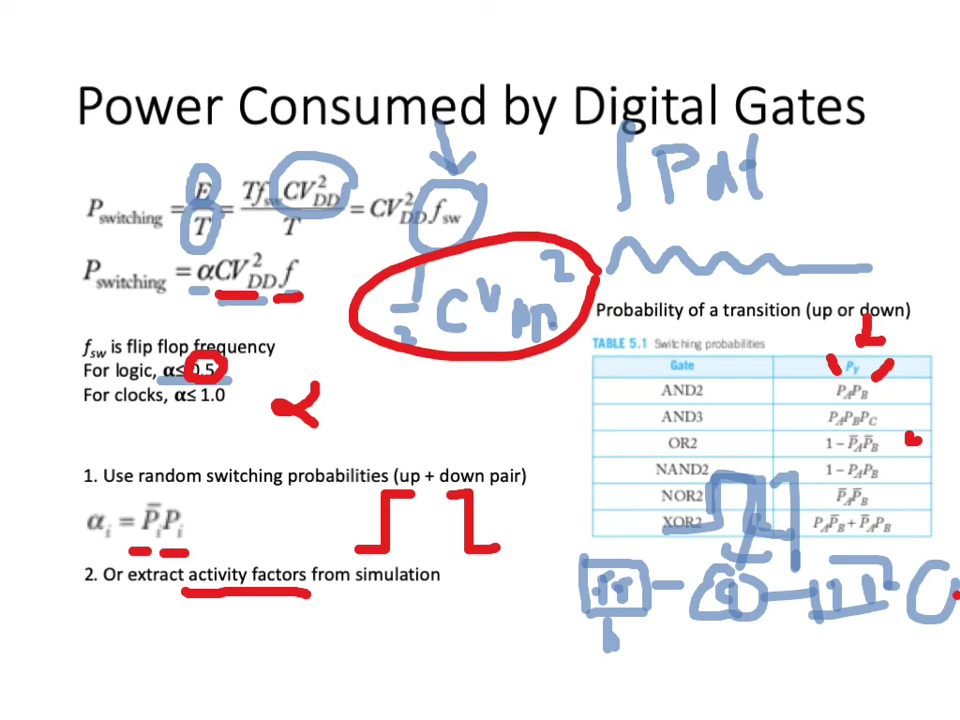 Power Consumed by Digital Gates
∫ P dt
P_switching = E/T = Tf_sw CV_DD^2 / T = CV_DD^2 f_sw
P_switching = αCV_DD^2 f
1/2 C V_DD^2
f_sw is flip flop frequency
For logic, α≤ 0.5
For clocks, α≤ 1.0
α
1. Use random switching probabilities (up + down pair)
α_i = P̄_i P_i
2. Or extract activity factors from simulation
Probability of a transition (up or down)
1
TABLE 5.1 Switching probabilities
Gate P_Y
AND2 P_A P_B
AND3 P_A P_B P_C
OR2 1 – P̄_A P̄_B
NAND2 1 – P_A P_B
NOR2 P̄_A P̄_B
XOR2 P_A P̄_B + P̄_A P_B